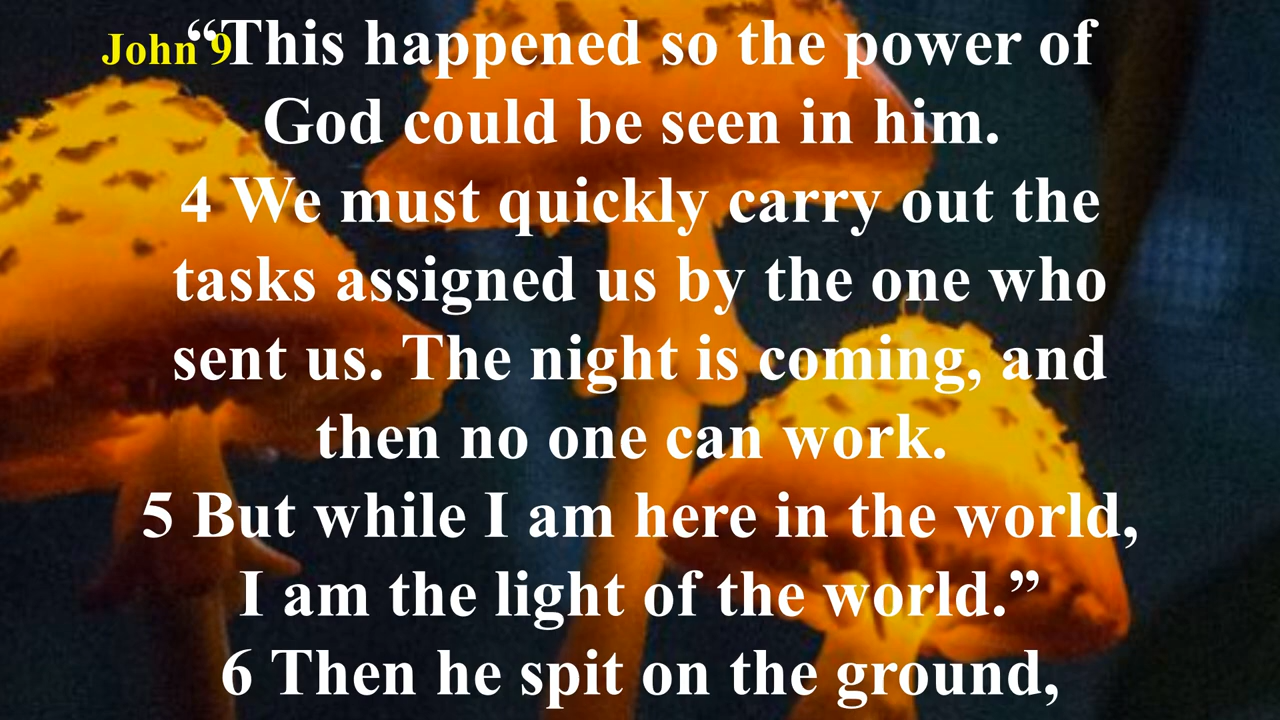 John 9
“This happened so the power of
God could be seen in him.
4 We must quickly carry out the
tasks assigned us by the one who
sent us. The night is coming, and
then no one can work.
5 But while I am here in the world,
I am the light of the world.”
6 Then he spit on the ground,